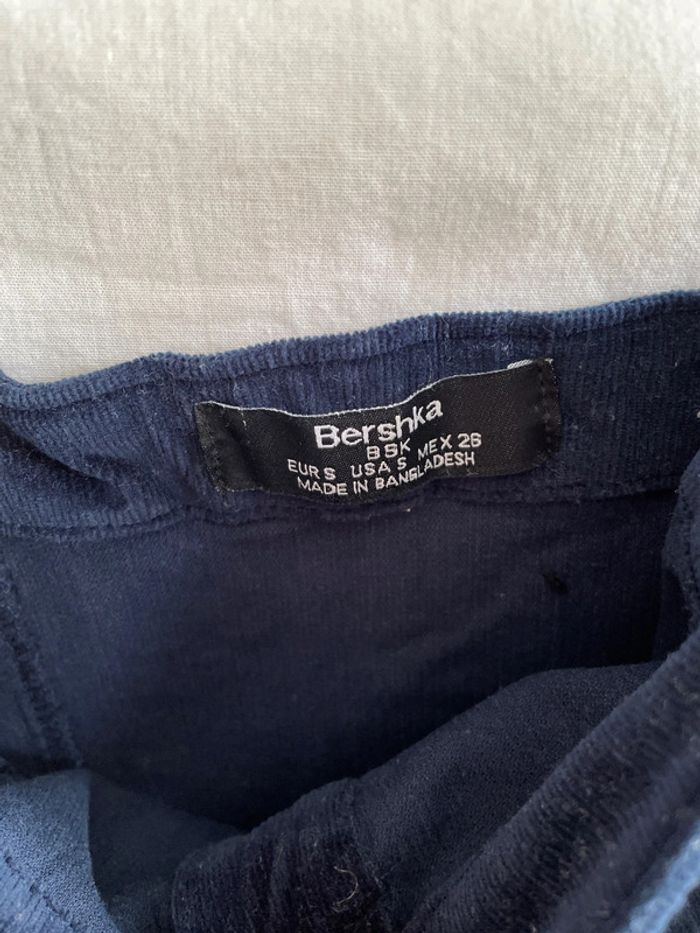 Bershka
BSK
EUR S USA S MEX 26
MADE IN BANGLADESH